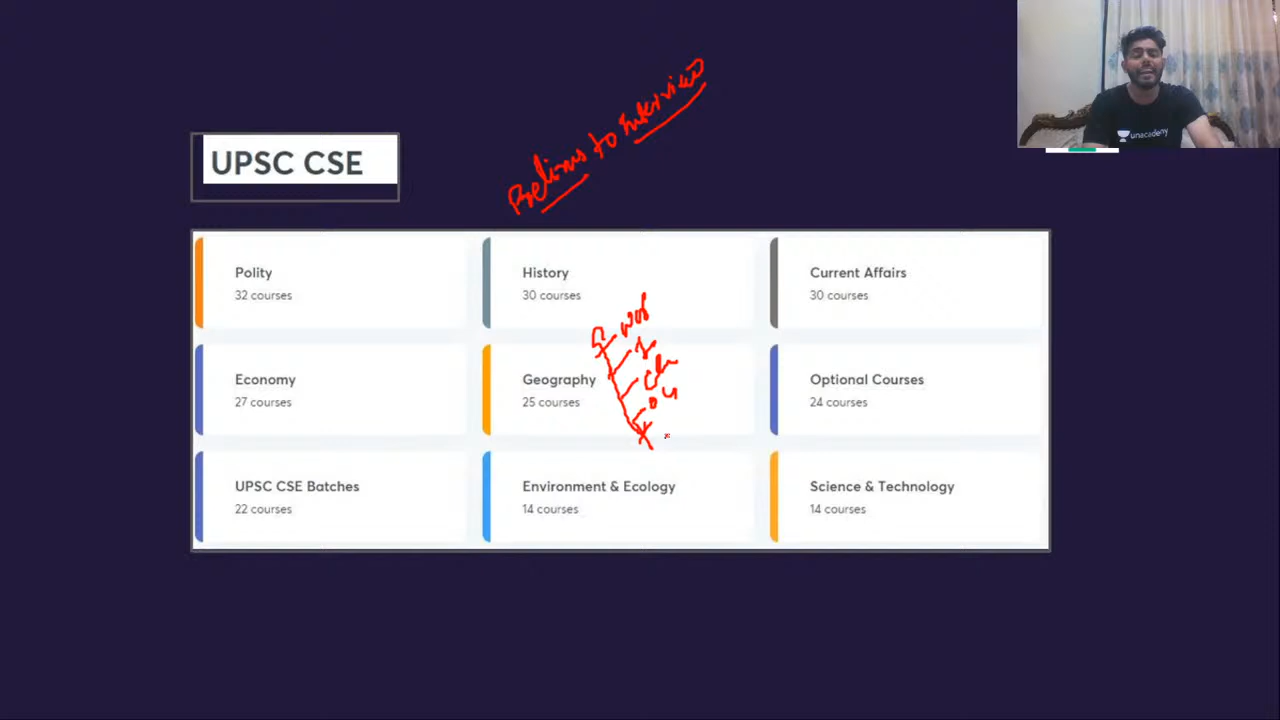 unacademy
Prelims to Interview
UPSC CSE
Polity
32 courses
History
30 courses
Current Affairs
30 courses
Economy
27 courses
Geography
25 courses
Optional Courses
24 courses
UPSC CSE Batches
22 courses
Environment & Ecology
14 courses
Science & Technology
14 courses